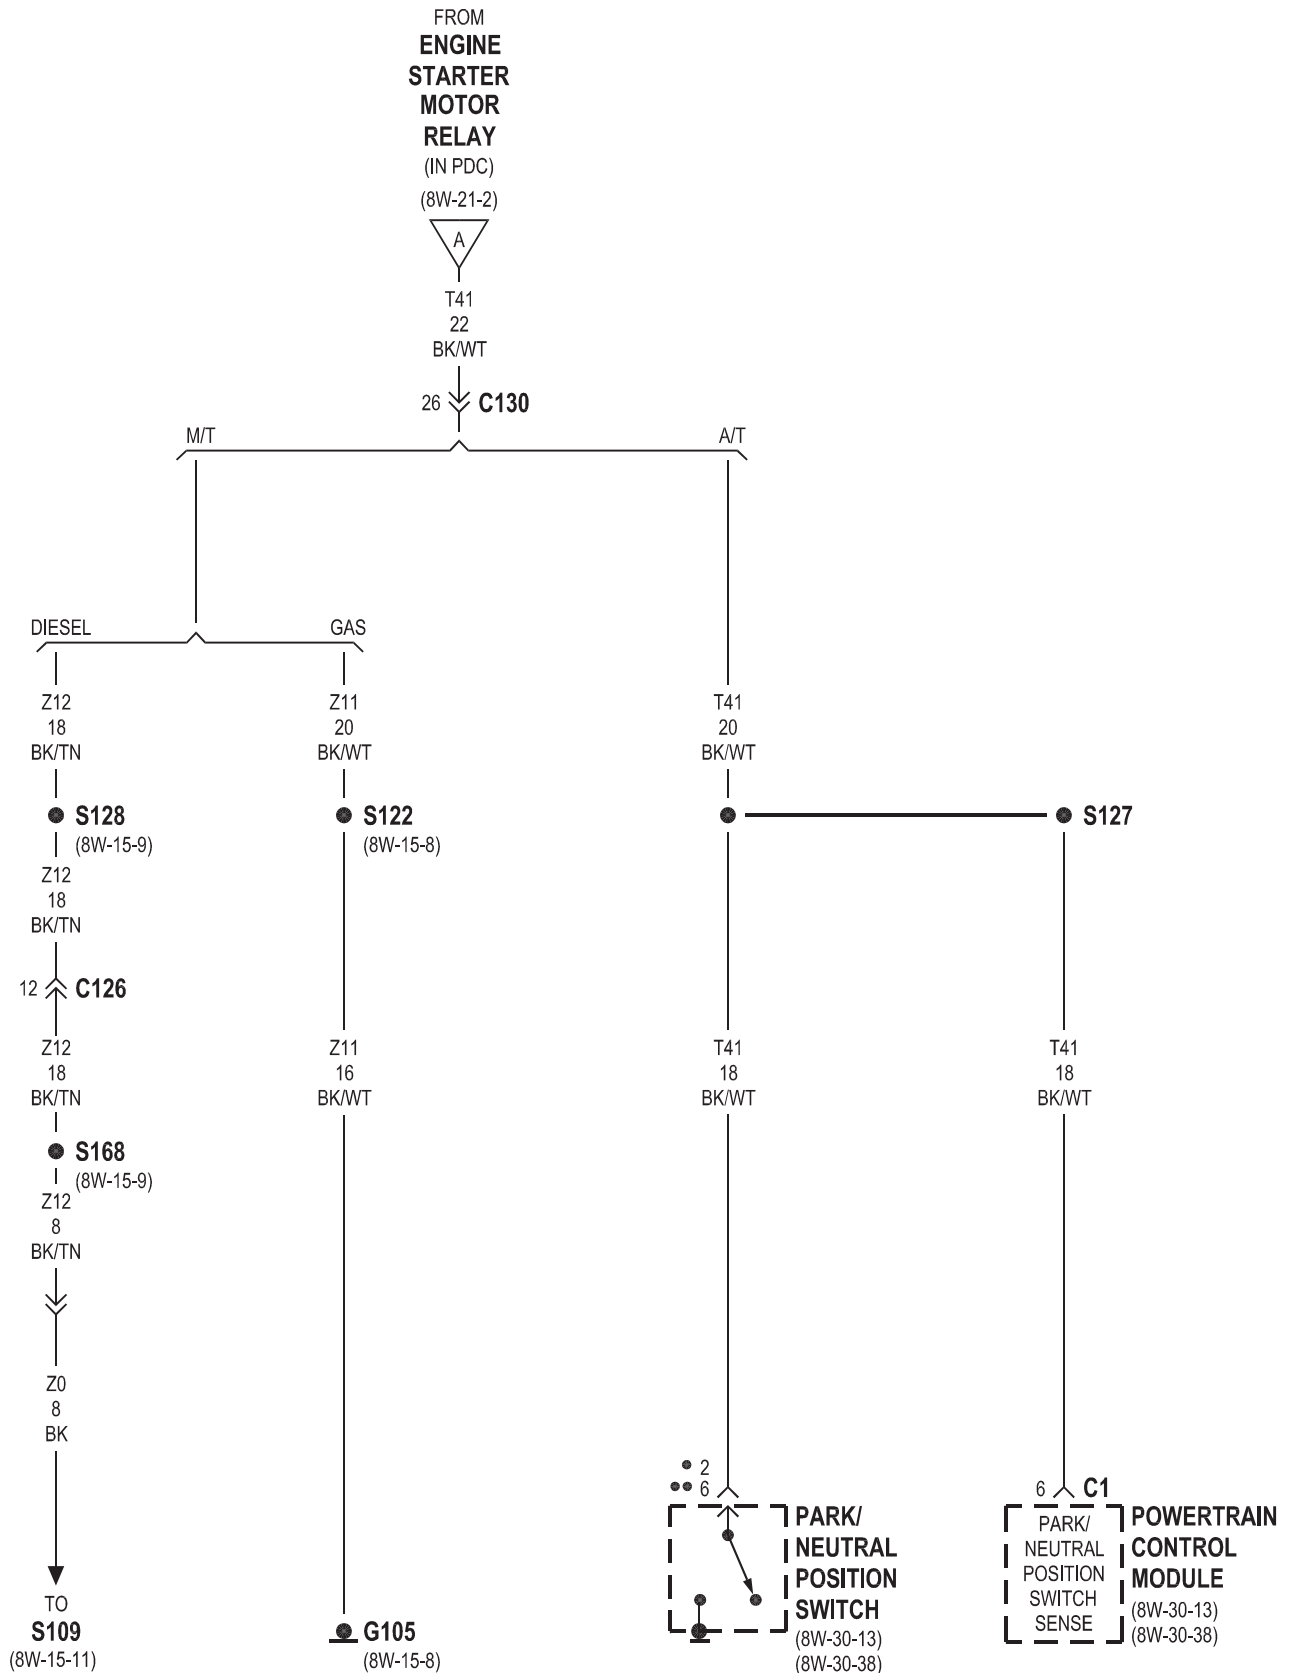 FROM
ENGINE
STARTER
MOTOR
RELAY
(IN PDC)
(8W-21-2)
A
T41
22
BK/WT
26 C130
M/T A/T
DIESEL GAS
Z12 Z11 T41
18 20 20
BK/TN BK/WT BK/WT
S128 S122 S127
(8W-15-9) (8W-15-8)
Z12
18
BK/TN
12 C126
Z12 Z11 T41 T41
18 16 18 18
BK/TN BK/WT BK/WT BK/WT
S168
(8W-15-9)
Z12
8
BK/TN
Z0
8
BK
TO
S109
(8W-15-11)
G105
(8W-15-8)
2
6
PARK/
NEUTRAL
POSITION
SWITCH
(8W-30-13)
(8W-30-38)
6 C1
PARK/
NEUTRAL
POSITION
SWITCH
SENSE
POWERTRAIN
CONTROL
MODULE
(8W-30-13)
(8W-30-38)